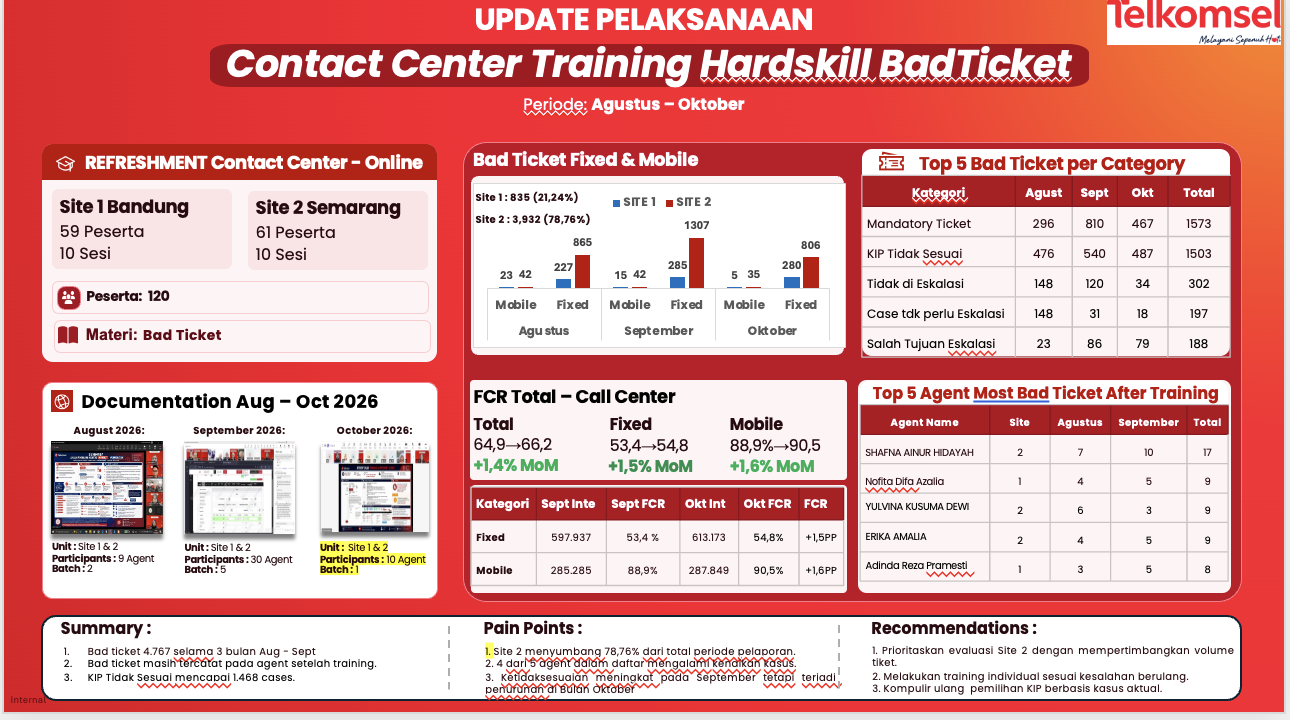 UPDATE PELAKSANAAN
Telkomsel
Melayani Sepenuh Hati
Contact Center Training Hardskill BadTicket
Periode: Agustus – Oktober
REFRESHMENT Contact Center - Online
Site 1 Bandung
59 Peserta
10 Sesi
Site 2 Semarang
61 Peserta
10 Sesi
Peserta: 120
Materi: Bad Ticket
Documentation Aug – Oct 2026
August 2026:
September 2026:
October 2026:
Unit : Site 1 & 2
Participants : 9 Agent
Batch : 2
Unit : Site 1 & 2
Participants : 30 Agent
Batch : 5
Unit : Site 1 & 2
Participants : 10 Agent
Batch : 1
Bad Ticket Fixed & Mobile
Site 1 : 835 (21,24%)
Site 2 : 3,932 (78,76%)
SITE 1 SITE 2
23 42 227 865 15 42 285 1307 5 35 280 806
Mobile Fixed Mobile Fixed Mobile Fixed
Agustus September Oktober
Top 5 Bad Ticket per Category
Kategori Agust Sept Okt Total
Mandatory Ticket 296 810 467 1573
KIP Tidak Sesuai 476 540 487 1503
Tidak di Eskalasi 148 120 34 302
Case tdk perlu Eskalasi 148 31 18 197
Salah Tujuan Eskalasi 23 86 79 188
FCR Total – Call Center
Total Fixed Mobile
64,9→66,2 53,4→54,8 88,9%→90,5
+1,4% MoM +1,5% MoM +1,6% MoM
Kategori Sept Inte Sept FCR Okt Int Okt FCR FCR
Fixed 597.937 53,4 % 613.173 54,8% +1,5PP
Mobile 285.285 88,9% 287.849 90,5% +1,6PP
Top 5 Agent Most Bad Ticket After Training
Agent Name Site Agustus September Total
SHAFNA AINUR HIDAYAH 2 7 10 17
Nofita Difa Azalia 1 4 5 9
YULVINA KUSUMA DEWI 2 6 3 9
ERIKA AMALIA 2 4 5 9
Adinda Reza Pramesti 1 3 5 8
Summary :
1. Bad ticket 4.767 selama 3 bulan Aug - Sept
2. Bad ticket masih tercatat pada agent setelah training.
3. KIP Tidak Sesuai mencapai 1.468 cases.
Pain Points :
1. Site 2 menyumbang 78,76% dari total periode pelaporan.
2. 4 dari 5 agent dalam daftar mengalami kenaikan kasus.
3. Ketidaksesuaian meningkat pada September tetapi terjadi
penurunan di Bulan Oktober
Recommendations :
1. Prioritaskan evaluasi Site 2 dengan mempertimbangkan volume
tiket.
2. Melakukan training individual sesuai kesalahan berulang.
3. Kompulir ulang pemilihan KIP berbasis kasus aktual.
Internal